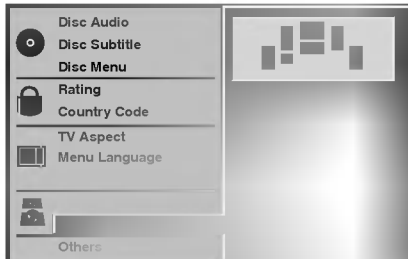 Disc Audio
Disc Subtitle
Disc Menu
Rating
Country Code
TV Aspect
Menu Language
Others